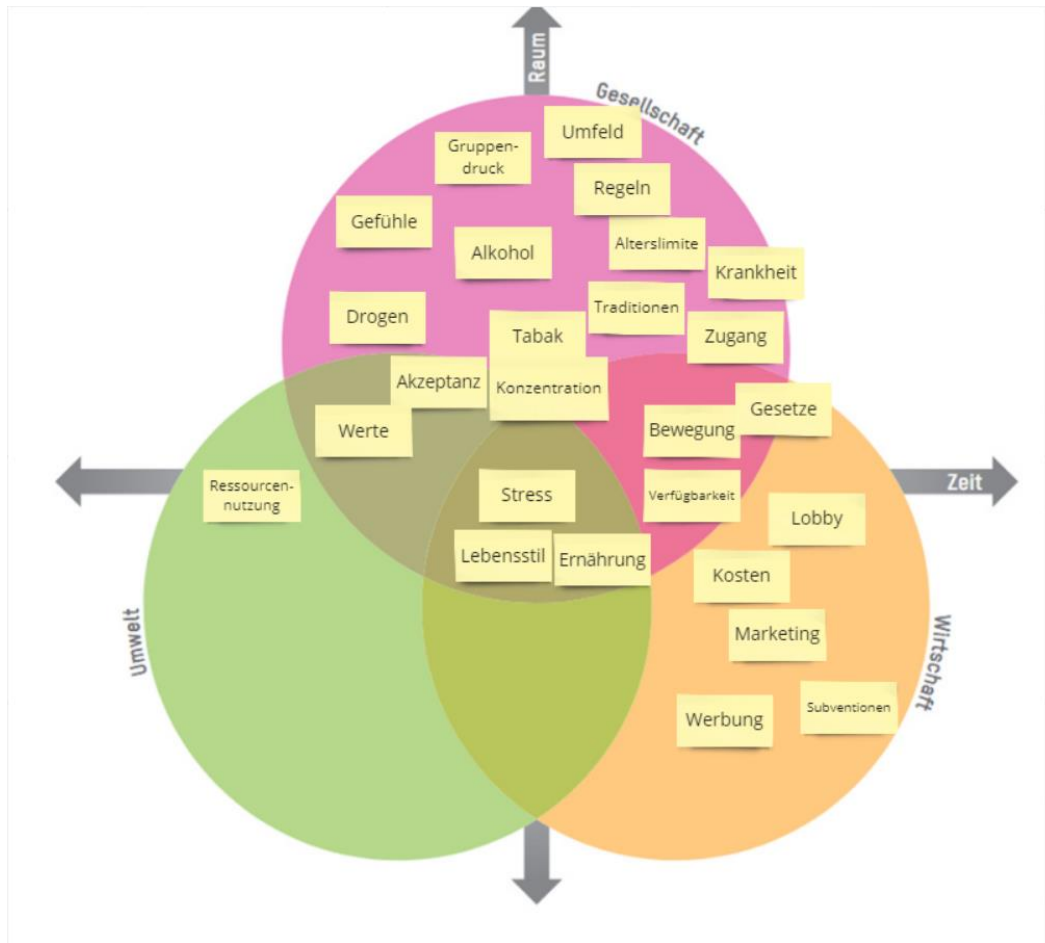 Raum
Gesellschaft
Umfeld
Gruppen-
druck
Regeln
Gefühle
Alkohol
Alterslimite
Krankheit
Traditionen
Drogen
Tabak
Zugang
Akzeptanz
Konzentration
Gesetze
Werte
Bewegung
Ressourcen-
nutzung
Stress
Verfügbarkeit
Zeit
Lobby
Lebensstil
Ernährung
Kosten
Umwelt
Marketing
Wirtschaft
Werbung
Subventionen